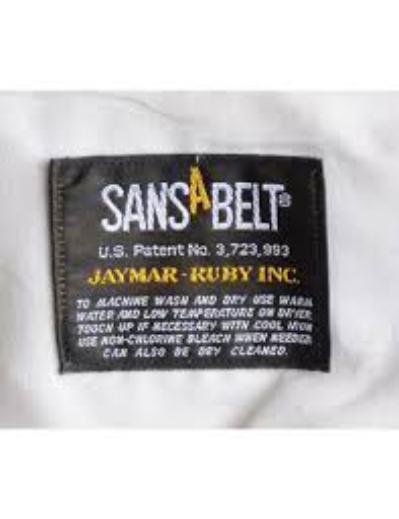 SANSABELT®
U.S. Patent No. 3,723,993
JAYMAR-RUBY INC.
TO MACHINE WASH AND DRY USE WARM
WATER AND LOW TEMPERATURE ON DRYER
TOUCH UP IF NECESSARY WITH COOL IRON
USE NON-CHLORINE BLEACH WHEN NEEDED
CAN ALSO BE DRY CLEANED.